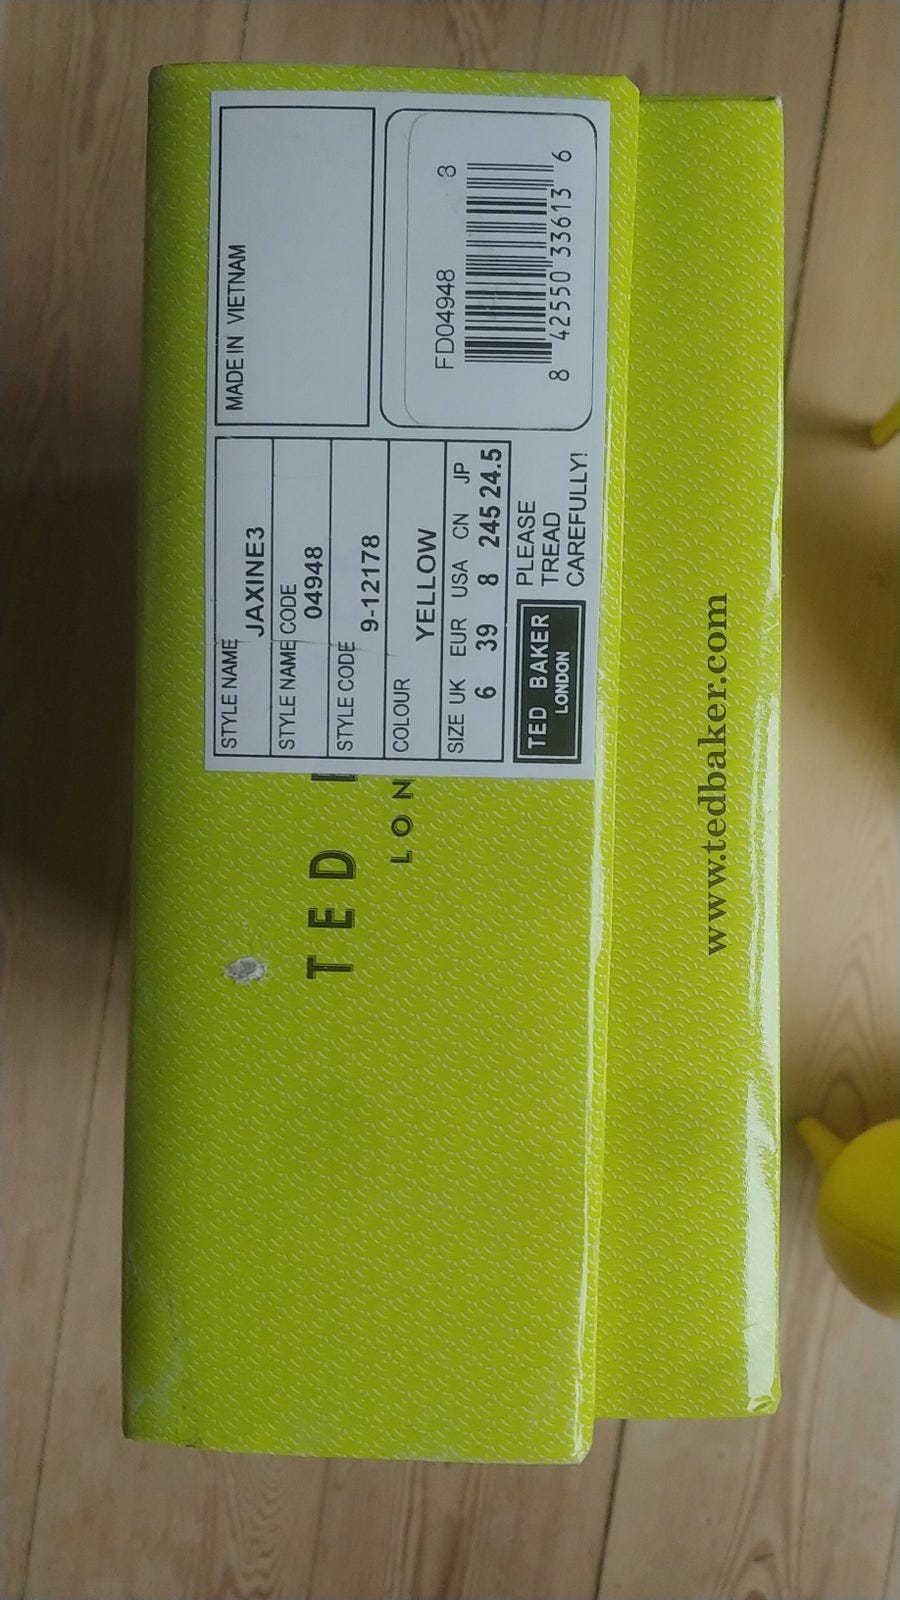 MADE IN VIETNAM
FD04948 3
8 42550 33613 6
STYLE NAME
JAXINE3
STYLE NAME CODE
04948
STYLE CODE
9-12178
COLOUR
YELLOW
SIZE UK EUR USA CN JP
6 39 8 245 24.5
TED BAKER
LONDON
PLEASE
TREAD
CAREFULLY!
TED
LON
www.tedbaker.com